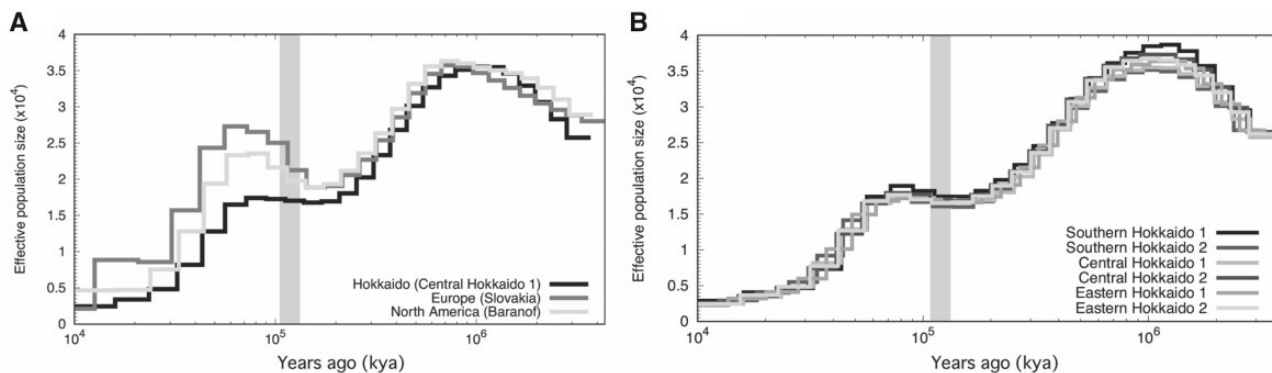 A
Effective population size (x10⁴)
4
3.5
3
2.5
2
1.5
1
0.5
0
10⁴ 10⁵ 10⁶
Years ago (kya)
Hokkaido (Central Hokkaido 1)
Europe (Slovakia)
North America (Baranof)
B
Effective population size (x10⁴)
4
3.5
3
2.5
2
1.5
1
0.5
0
10⁴ 10⁵ 10⁶
Years ago (kya)
Southern Hokkaido 1
Southern Hokkaido 2
Central Hokkaido 1
Central Hokkaido 2
Eastern Hokkaido 1
Eastern Hokkaido 2